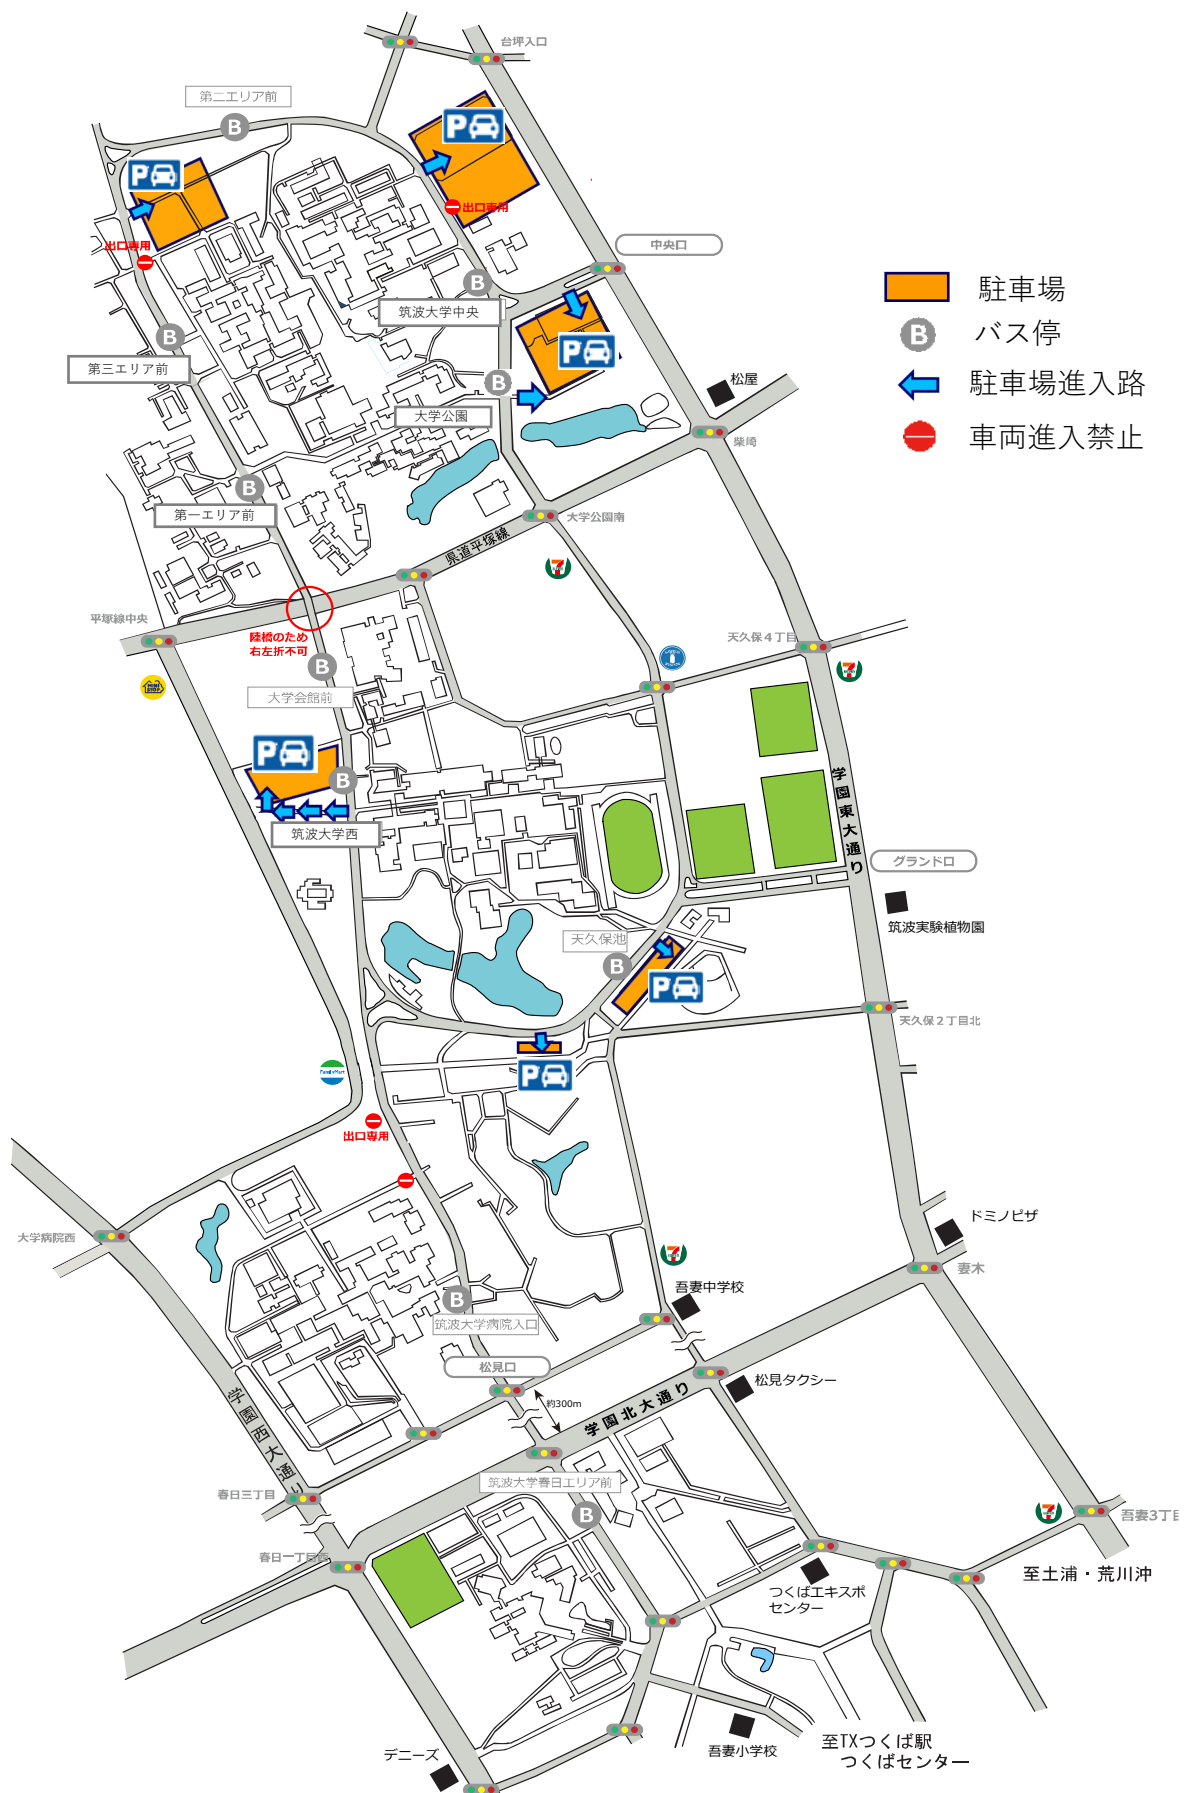 台坪入口
第二エリア前
B
P
P
出口専用
出口専用
中央口
B
筑波大学中央
駐車場
B
バス停
B
第三エリア前
P
B
大学公園
松屋
駐車場進入路
柴崎
車両進入禁止
B
第一エリア前
大学公園南
県道平塚線
7
平塚線中央
陸橋のため
右左折不可
天久保4丁目
B
大学会館前
7
MINI
STOP
P
B
筑波大学西
学園東大通り
グランド口
筑波実験植物園
天久保池
B
P
天久保2丁目北
P
FamilyMart
出口専用
大学病院西
ドミノピザ
妻木
7
吾妻中学校
B
筑波大学病院入口
松見口
松見タクシー
約300m
学園北大通り
学園西大通り
筑波大学春日エリア前
春日三丁目
B
7
吾妻3丁目
春日一丁目西
至土浦・荒川沖
つくばエキスポ
センター
吾妻小学校
至TXつくば駅
つくばセンター
デニーズ